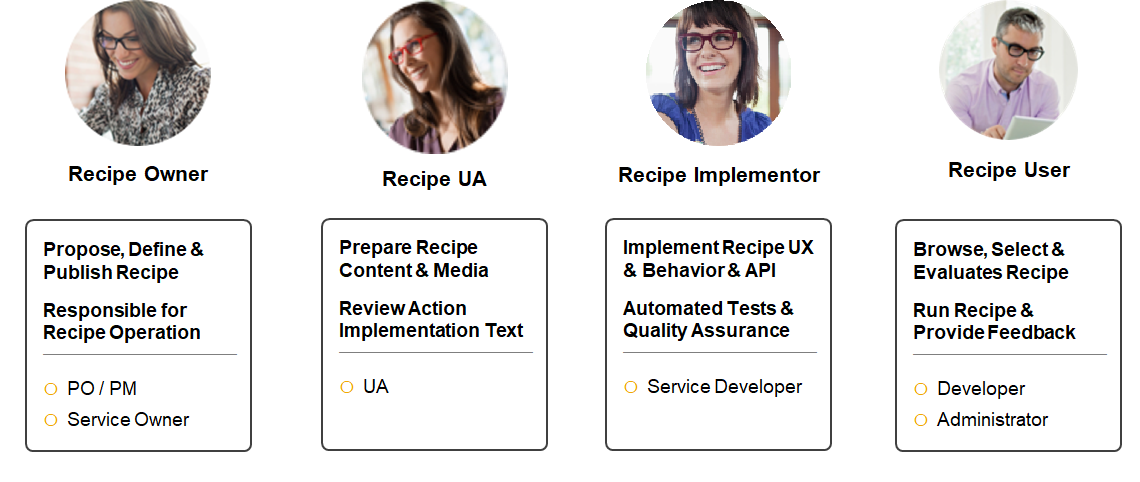 Recipe Owner
Propose, Define &
Publish Recipe
Responsible for
Recipe Operation
PO / PM
Service Owner
Recipe UA
Prepare Recipe
Content & Media
Review Action
Implementation Text
UA
Recipe Implementor
Implement Recipe UX
& Behavior & API
Automated Tests &
Quality Assurance
Service Developer
Recipe User
Browse, Select &
Evaluates Recipe
Run Recipe &
Provide Feedback
Developer
Administrator